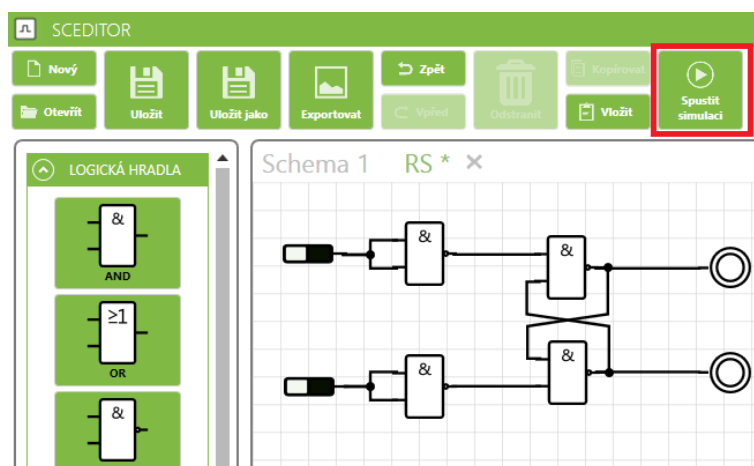 SCEDITOR
Nový
Otevřít
Uložit
Uložit jako
Exportovat
Zpět
Vpřed
Odstranit
Kopírovat
Vložit
Spustit
simulaci
LOGICKÁ HRADLA
&
AND
≥1
OR
&
Schema 1
RS *
&
&
&
&